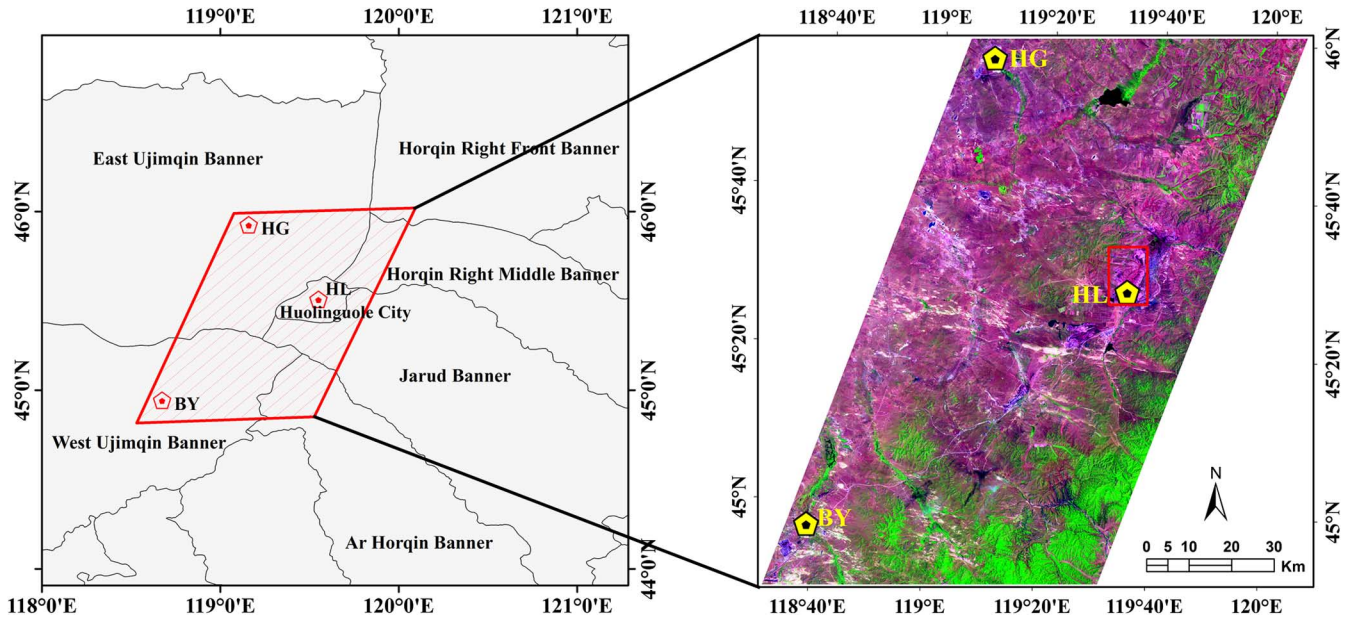 119°0'E
120°0'E
121°0'E
East Ujimqin Banner
Horqin Right Front Banner
46°0'N
46°0'N
HG
Horqin Right Middle Banner
HL
Huolinguole City
Jarud Banner
45°0'N
45°0'N
BY
West Ujimqin Banner
Ar Horqin Banner
44°0'N
118°0'E
119°0'E
120°0'E
121°0'E
118°40'E
119°E
119°20'E
119°40'E
120°E
46°N
HG
45°40'N
45°40'N
HL
45°20'N
45°20'N
45°N
45°N
BY
N
0 5 10 20 30
Km
118°40'E
119°E
119°20'E
119°40'E
120°E